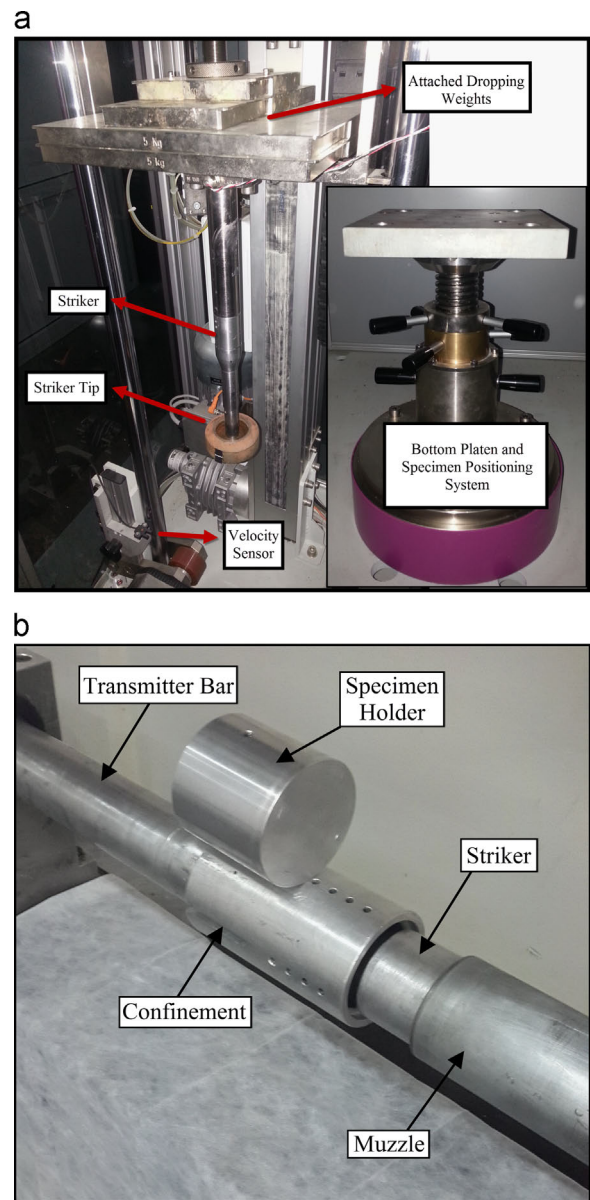 a
Attached Dropping
Weights
5 kg
5 kg
Striker
Striker Tip
Bottom Platen and
Specimen Positioning
System
Velocity
Sensor
b
Transmitter Bar
Specimen
Holder
Striker
Confinement
Muzzle